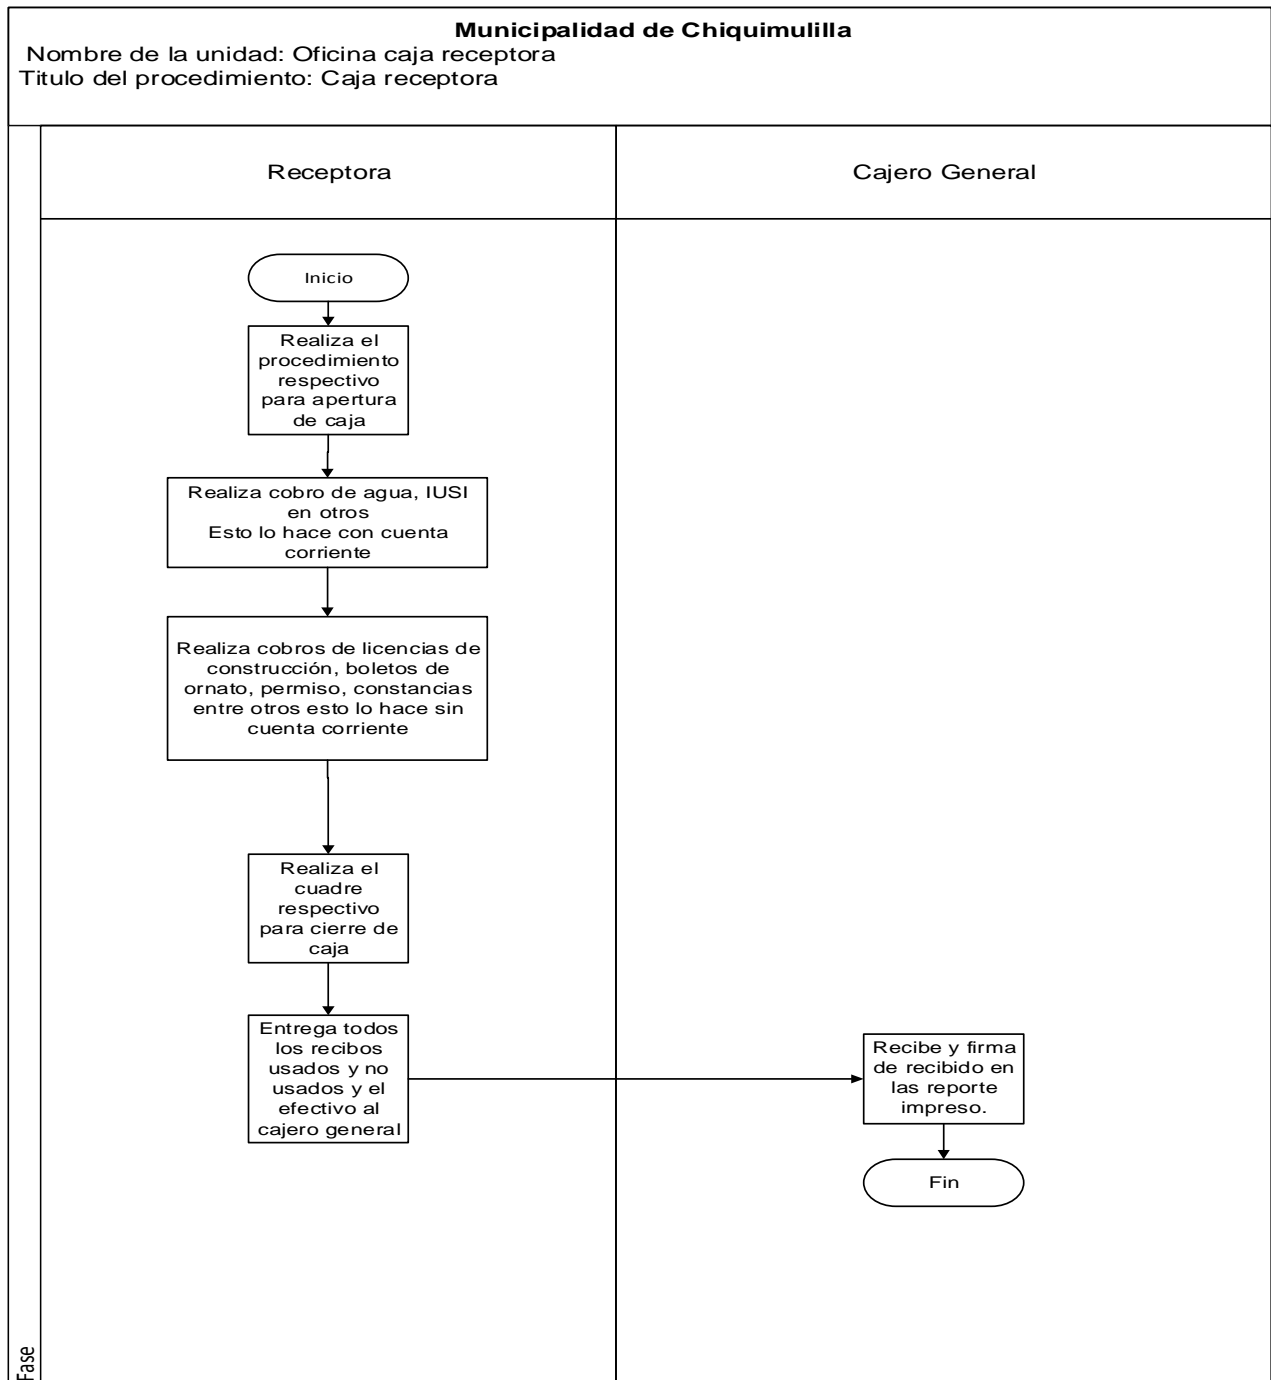 Municipalidad de Chiquimulilla
Nombre de la unidad: Oficina caja receptora
Titulo del procedimiento: Caja receptora
Receptora
Cajero General
Inicio
Realiza el
procedimiento
respectivo
para apertura
de caja
Realiza cobro de agua, IUSI
en otros
Esto lo hace con cuenta
corriente
Realiza cobros de licencias de
construcción, boletos de
ornato, permiso, constancias
entre otros esto lo hace sin
cuenta corriente
Realiza el
cuadre
respectivo
para cierre de
caja
Entrega todos
los recibos
usados y no
usados y el
efectivo al
cajero general
Recibe y firma
de recibido en
las reporte
impreso.
Fin
Fase